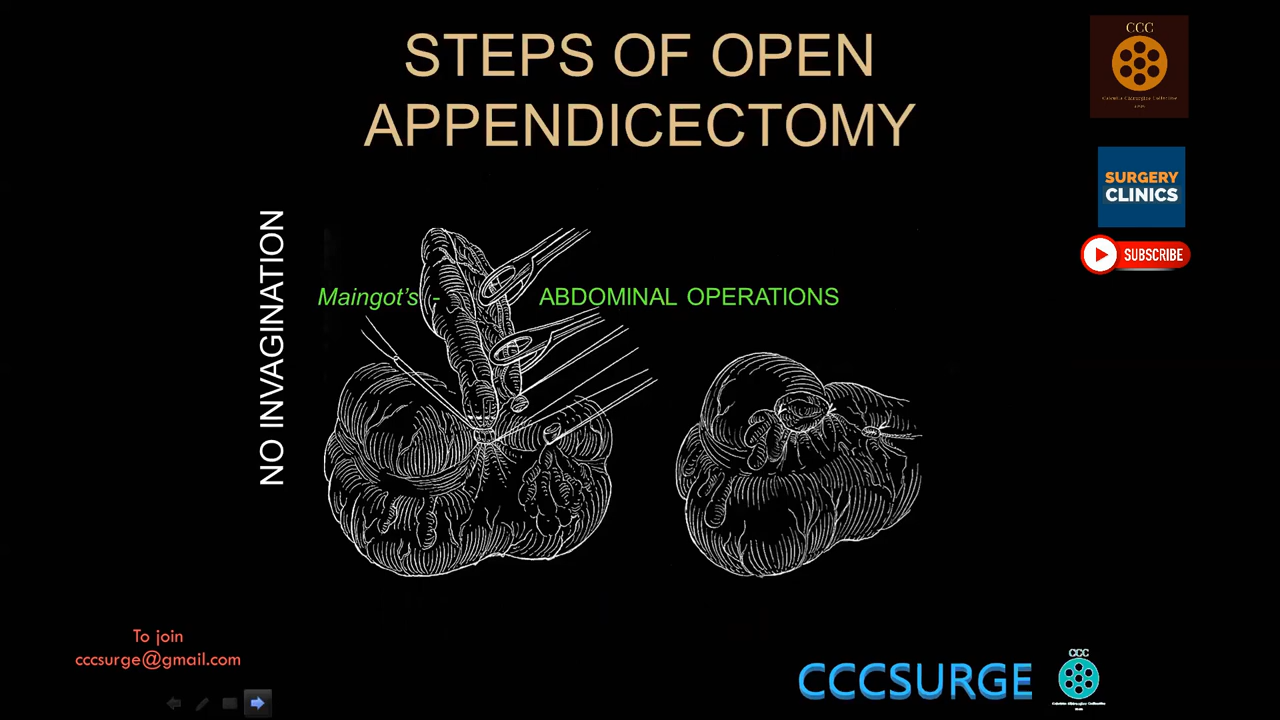 STEPS OF OPEN
APPENDICECTOMY
CCC
SURGERY
CLINICS
SUBSCRIBE
NO INVAGINATION
Maingot's - ABDOMINAL OPERATIONS
To join
cccsurge@gmail.com
CCCSURGE
CCC